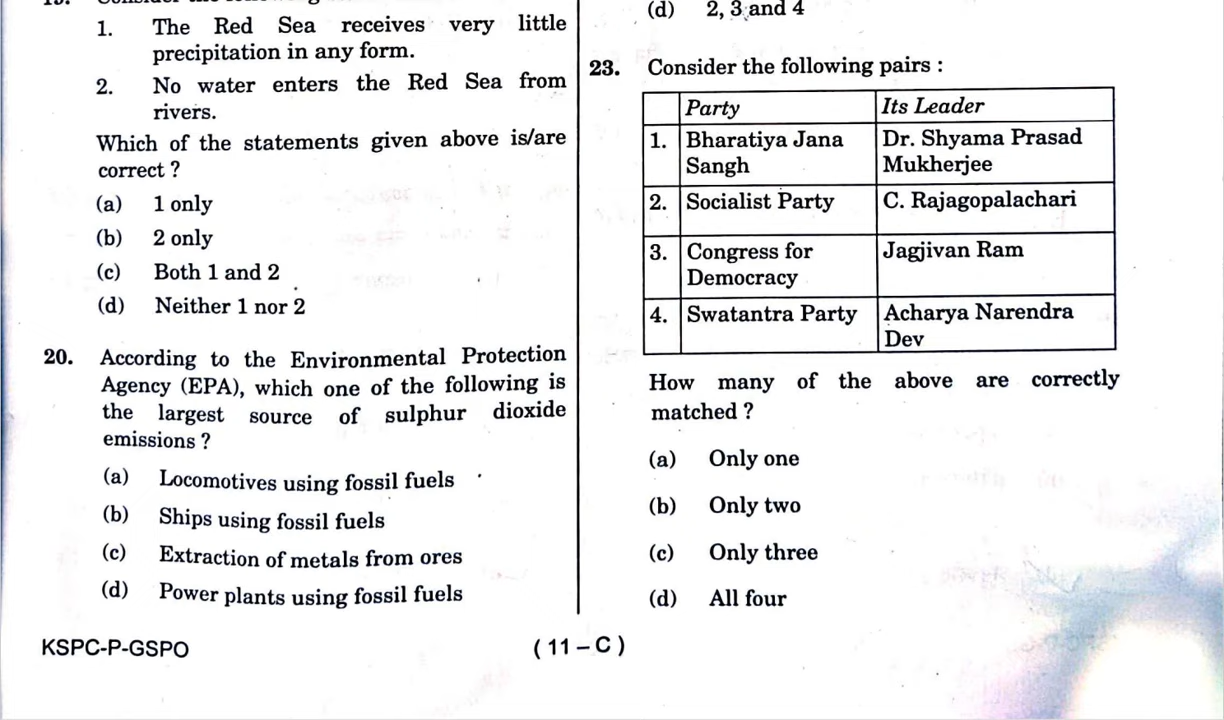 1. The Red Sea receives very little
precipitation in any form.
2. No water enters the Red Sea from
rivers.
Which of the statements given above is/are
correct ?
(a) 1 only
(b) 2 only
(c) Both 1 and 2
(d) Neither 1 nor 2
20. According to the Environmental Protection
Agency (EPA), which one of the following is
the largest source of sulphur dioxide
emissions ?
(a) Locomotives using fossil fuels
(b) Ships using fossil fuels
(c) Extraction of metals from ores
(d) Power plants using fossil fuels
(d) 2, 3 and 4
23. Consider the following pairs :
Party Its Leader
1. Bharatiya Jana Dr. Shyama Prasad
Sangh Mukherjee
2. Socialist Party C. Rajagopalachari
3. Congress for Jagjivan Ram
Democracy
4. Swatantra Party Acharya Narendra
Dev
How many of the above are correctly
matched ?
(a) Only one
(b) Only two
(c) Only three
(d) All four
KSPC-P-GSPO ( 11 – C )